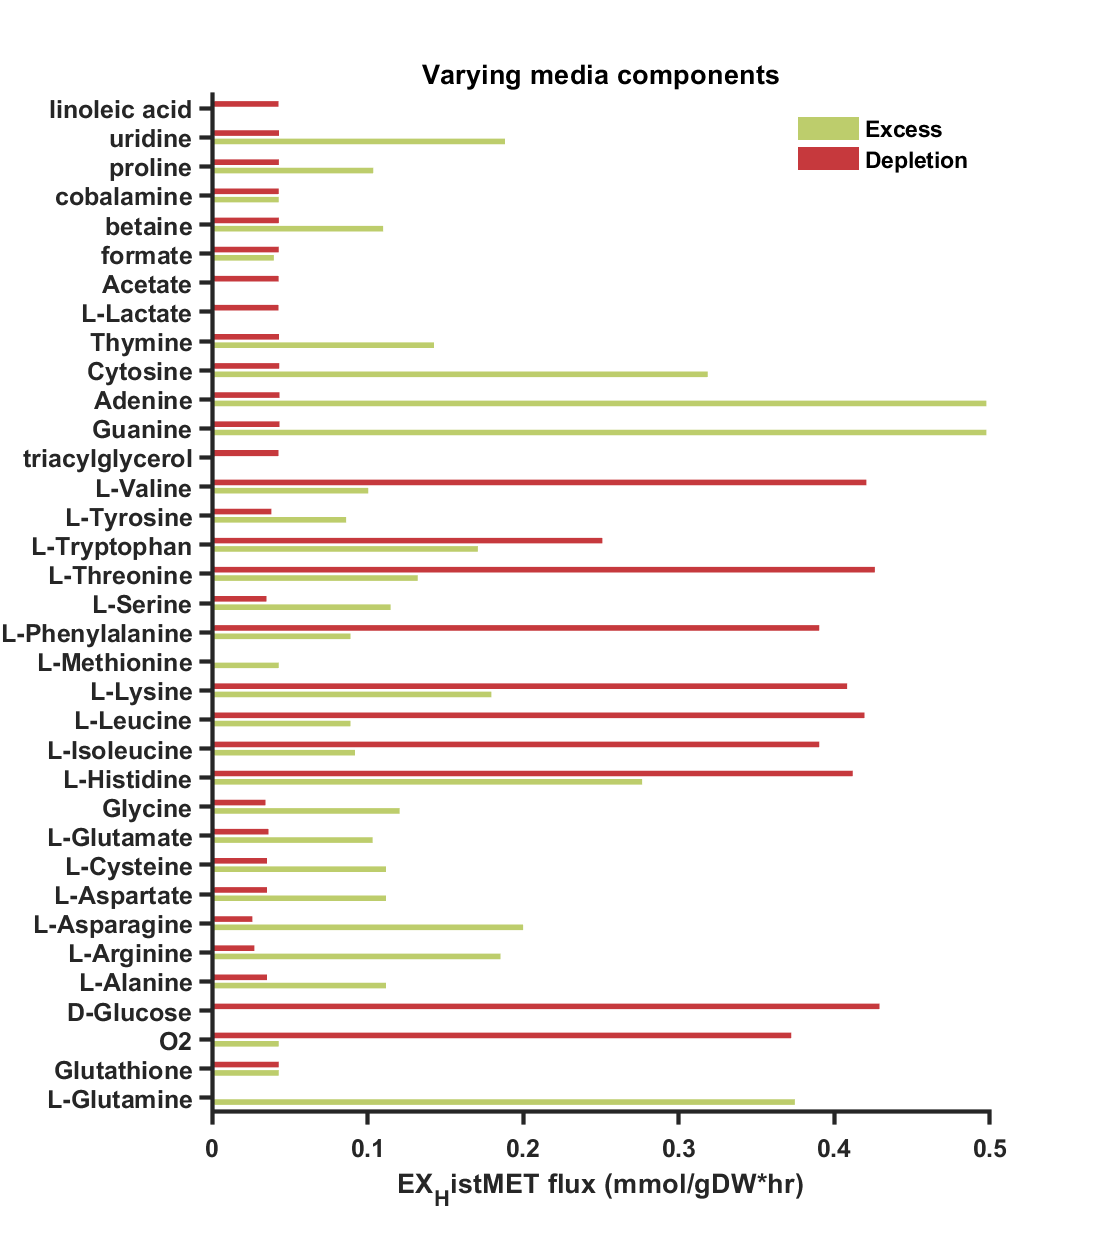 Varying media components
Excess
Depletion
linoleic acid
uridine
proline
cobalamine
betaine
formate
Acetate
L-Lactate
Thymine
Cytosine
Adenine
Guanine
triacylglycerol
L-Valine
L-Tyrosine
L-Tryptophan
L-Threonine
L-Serine
L-Phenylalanine
L-Methionine
L-Lysine
L-Leucine
L-Isoleucine
L-Histidine
Glycine
L-Glutamate
L-Cysteine
L-Aspartate
L-Asparagine
L-Arginine
L-Alanine
D-Glucose
O2
Glutathione
L-Glutamine
0 0.1 0.2 0.3 0.4 0.5
EX_HistMET flux (mmol/gDW*hr)